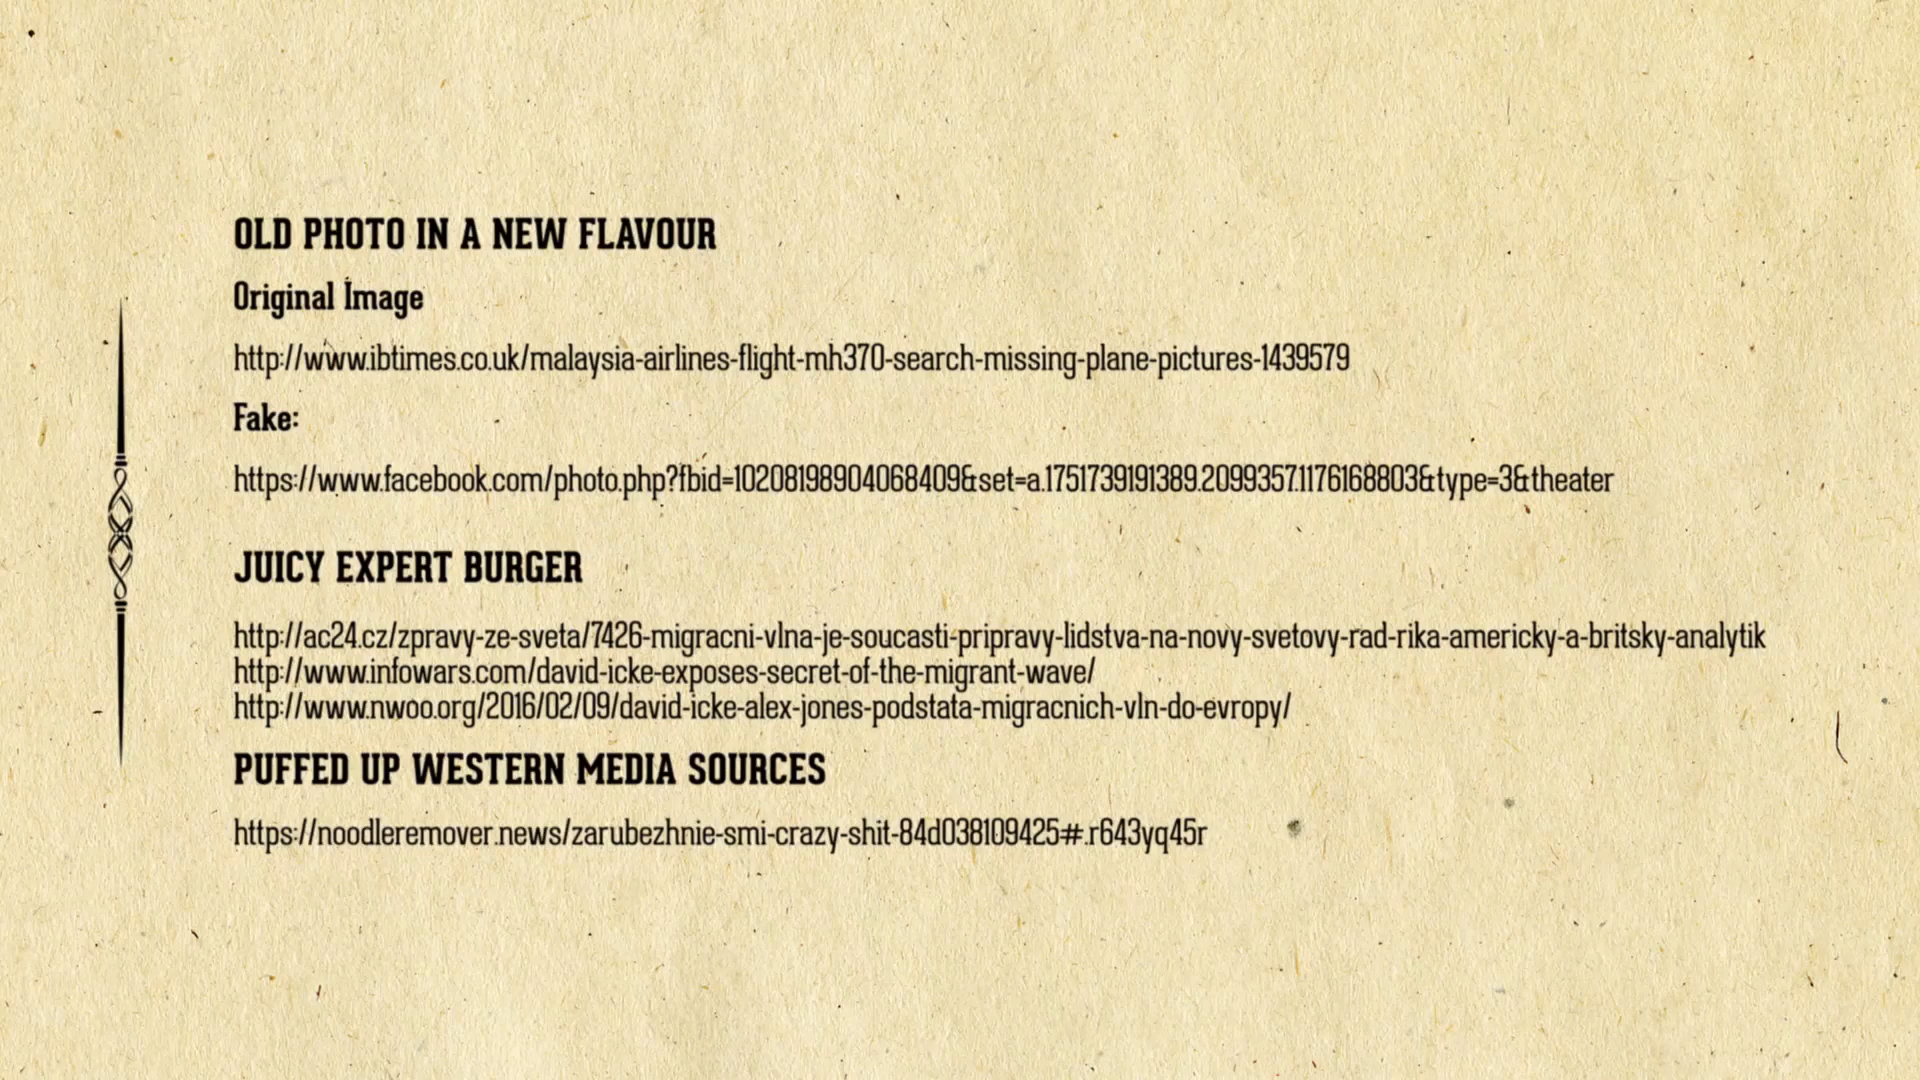 OLD PHOTO IN A NEW FLAVOUR
Original Image
http://www.ibtimes.co.uk/malaysia-airlines-flight-mh370-search-missing-plane-pictures-1439579
Fake:
https://www.facebook.com/photo.php?fbid=10208198904068409&set=a.1751739191389.2099357.1176168803&type=3&theater
JUICY EXPERT BURGER
http://ac24.cz/zpravy-ze-sveta/7426-migracni-vlna-je-soucasti-pripravy-lidstva-na-novy-svetovy-rad-rika-americky-a-britsky-analytik
http://www.infowars.com/david-icke-exposes-secret-of-the-migrant-wave/
http://www.nwoo.org/2016/02/09/david-icke-alex-jones-podstata-migracnich-vln-do-evropy/
PUFFED UP WESTERN MEDIA SOURCES
https://noodleremover.news/zarubezhnie-smi-crazy-shit-84d038109425#.r643yq45r